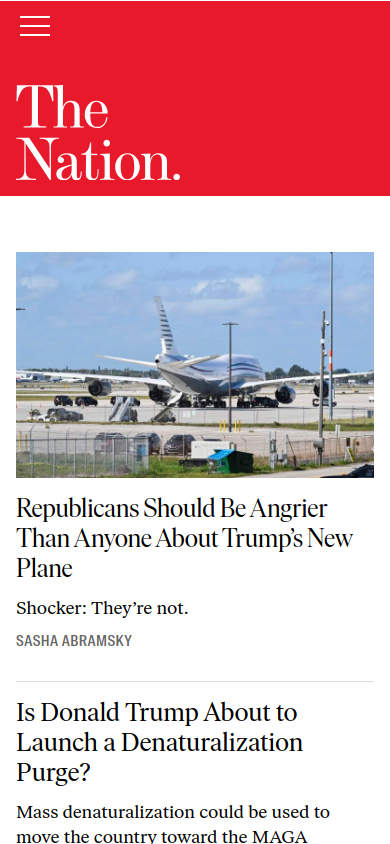 The
Nation.
Republicans Should Be Angrier
Than Anyone About Trump’s New
Plane
Shocker: They’re not.
SASHA ABRAMSKY
Is Donald Trump About to
Launch a Denaturalization
Purge?
Mass denaturalization could be used to
move the country toward the MAGA